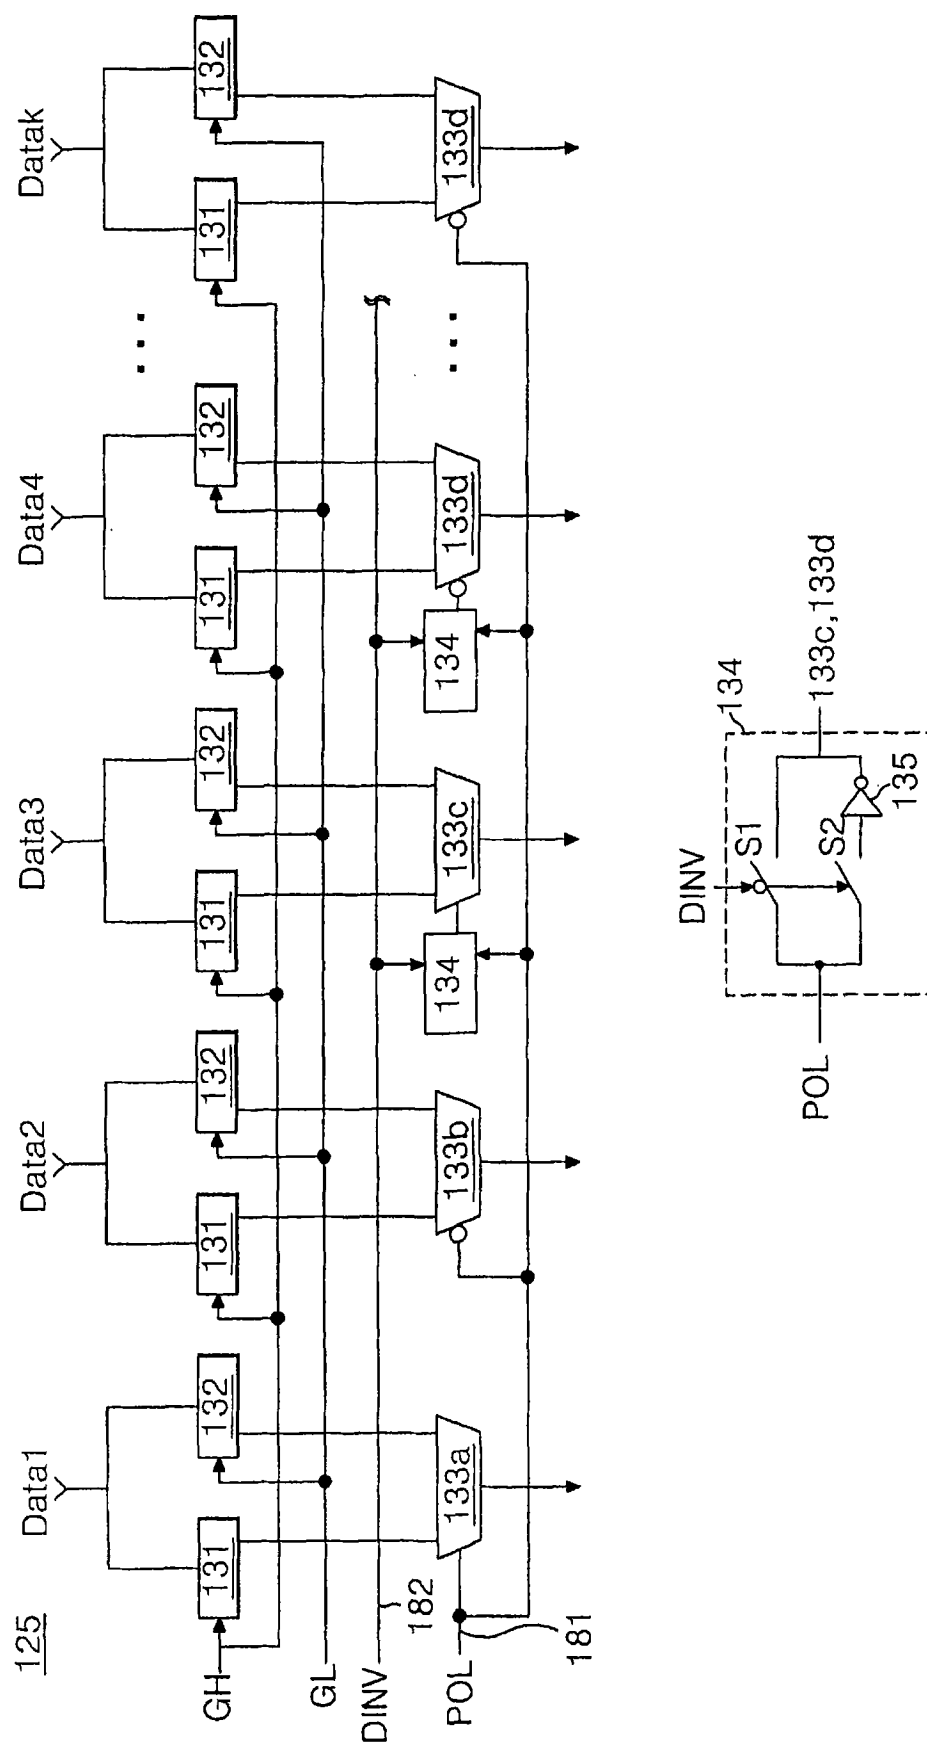 125
Data1 Data2 Data3 Data4 ... Datak
131 132 131 132 131 132 131 132 131 132
GH
GL
DINV
182
134 134
POL
133a 133b 133c 133d ... 133d
181
DINV
134
S1
POL
133c,133d
S2
135